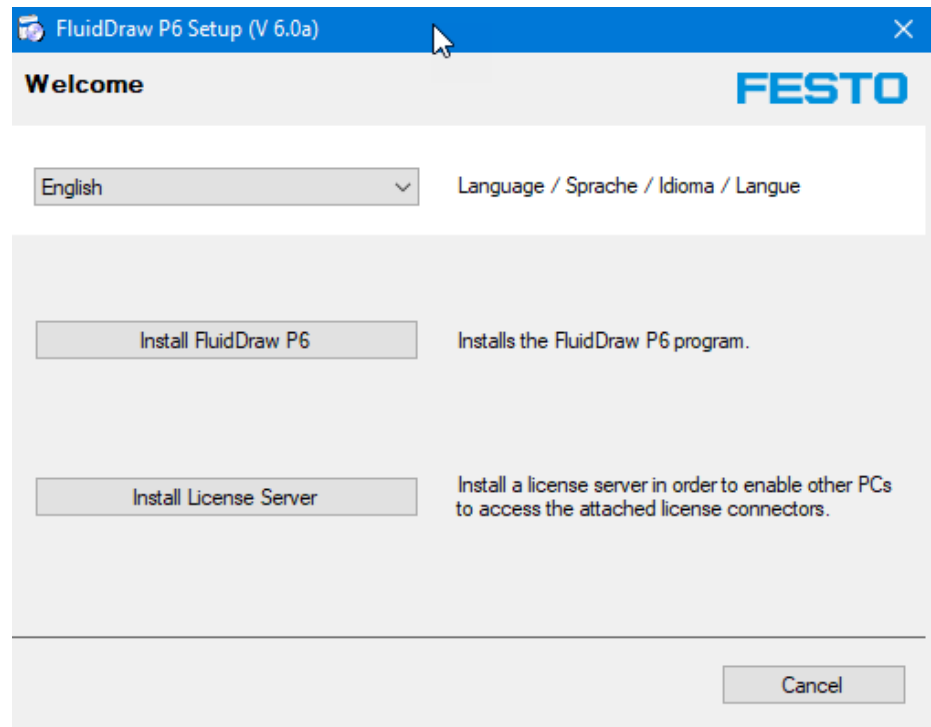 FluidDraw P6 Setup (V 6.0a)
Welcome
FESTO
English
Language / Sprache / Idioma / Langue
Install FluidDraw P6
Installs the FluidDraw P6 program.
Install License Server
Install a license server in order to enable other PCs
to access the attached license connectors.
Cancel